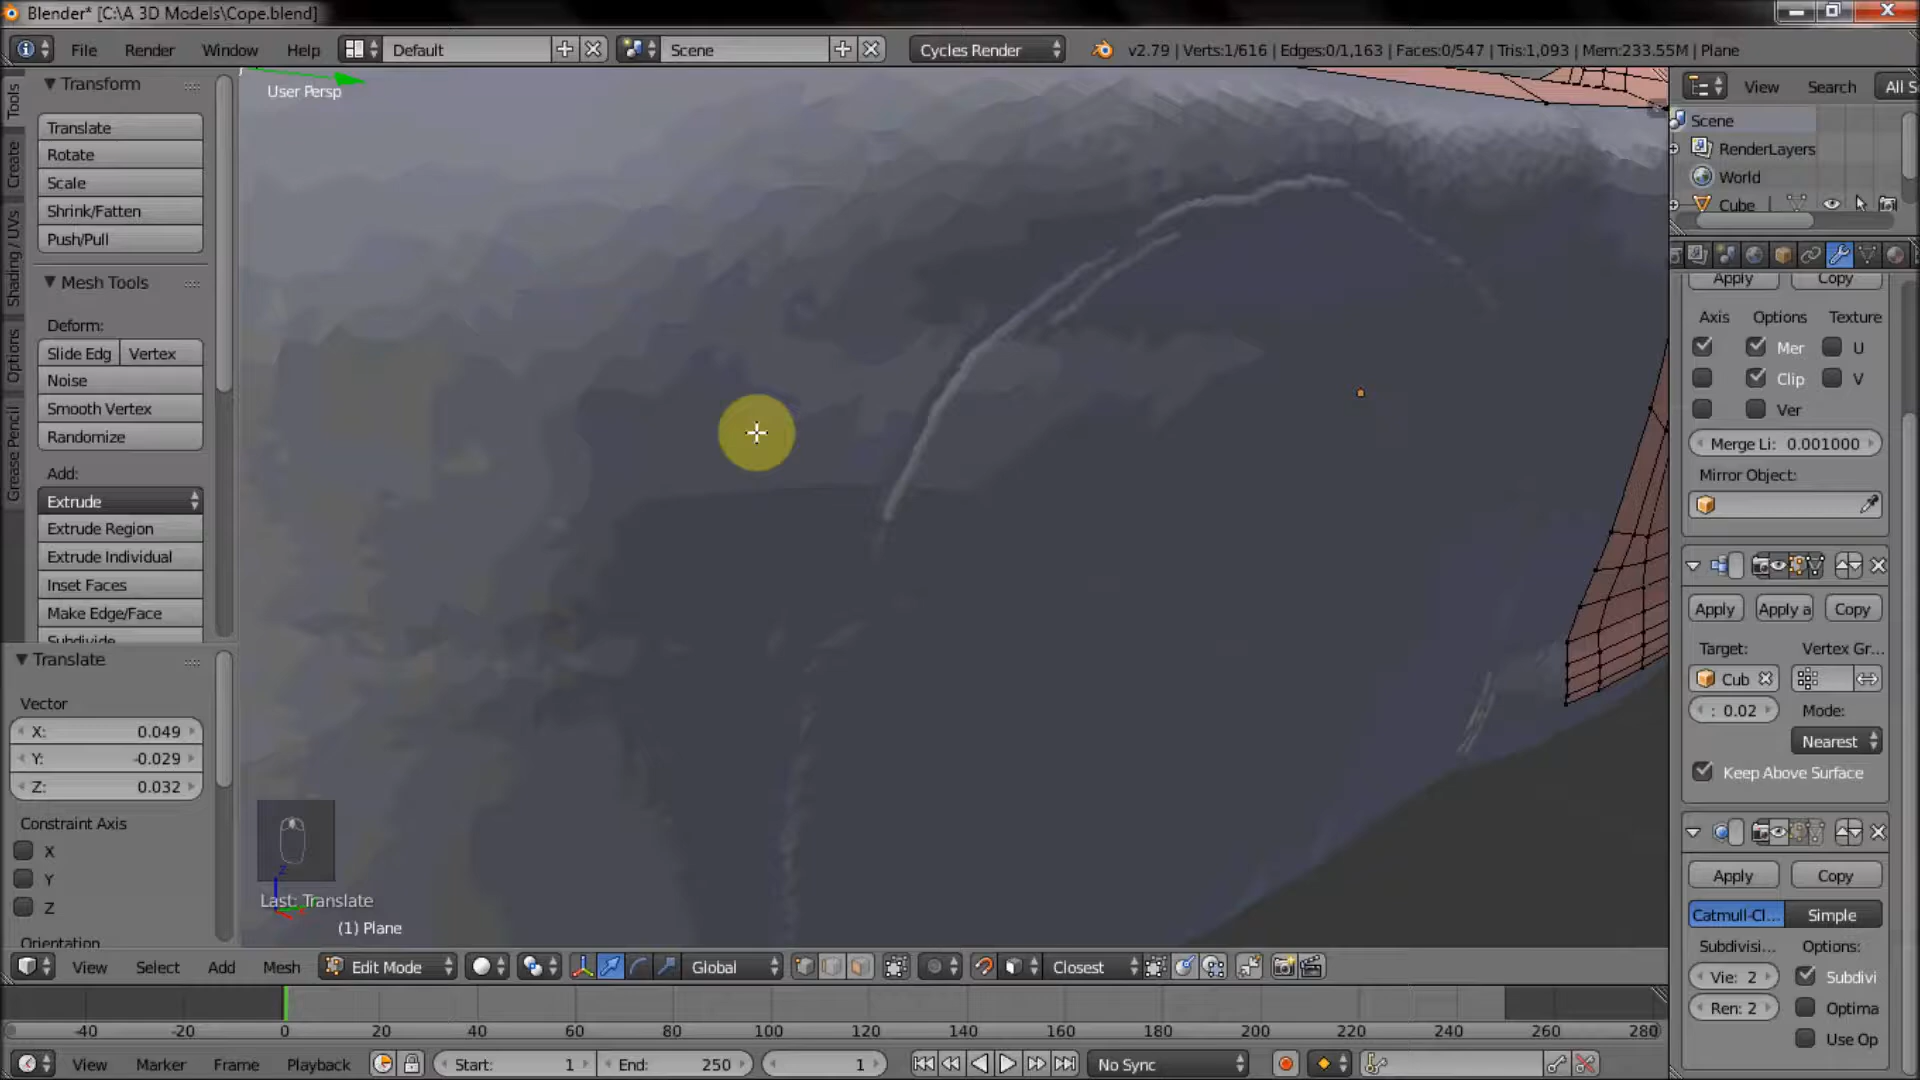 Blender* [C:\A 3D Models\Cope.blend]
File Render Window Help Default Scene Cycles Render v2.79 | Verts:1/616 | Edges:0/1,163 | Faces:0/547 | Tris:1,093 | Mem:233.55M | Plane
Tools
Create
Shading / UVs
Options
Grease Pencil
Transform
Translate
Rotate
Scale
Shrink/Fatten
Push/Pull
Mesh Tools
Deform:
Slide Edg Vertex
Noise
Smooth Vertex
Randomize
Add:
Extrude
Extrude Region
Extrude Individual
Inset Faces
Make Edge/Face
Subdivide
Translate
Vector
X: 0.049
Y: -0.029
Z: 0.032
Constraint Axis
X
Y
Z
Orientation
User Persp
Z
Last: Translate
(1) Plane
View Search All S
Scene
RenderLayers
World
Cube
Apply Copy
Axis Options Texture
Mer U
Clip V
Ver
Merge Li: 0.001000
Mirror Object:
Apply Apply a Copy
Target: Vertex Gr...
Cub
: 0.02 Mode:
Nearest
Keep Above Surface
Apply Copy
Catmull-Cl... Simple
Subdivisi... Options:
Vie: 2 Subdivi
Ren: 2 Optima
Use Op
View Select Add Mesh Edit Mode Global Closest
-40 -20 0 20 40 60 80 100 120 140 160 180 200 220 240 260 280
View Marker Frame Playback Start: 1 End: 250 1 No Sync